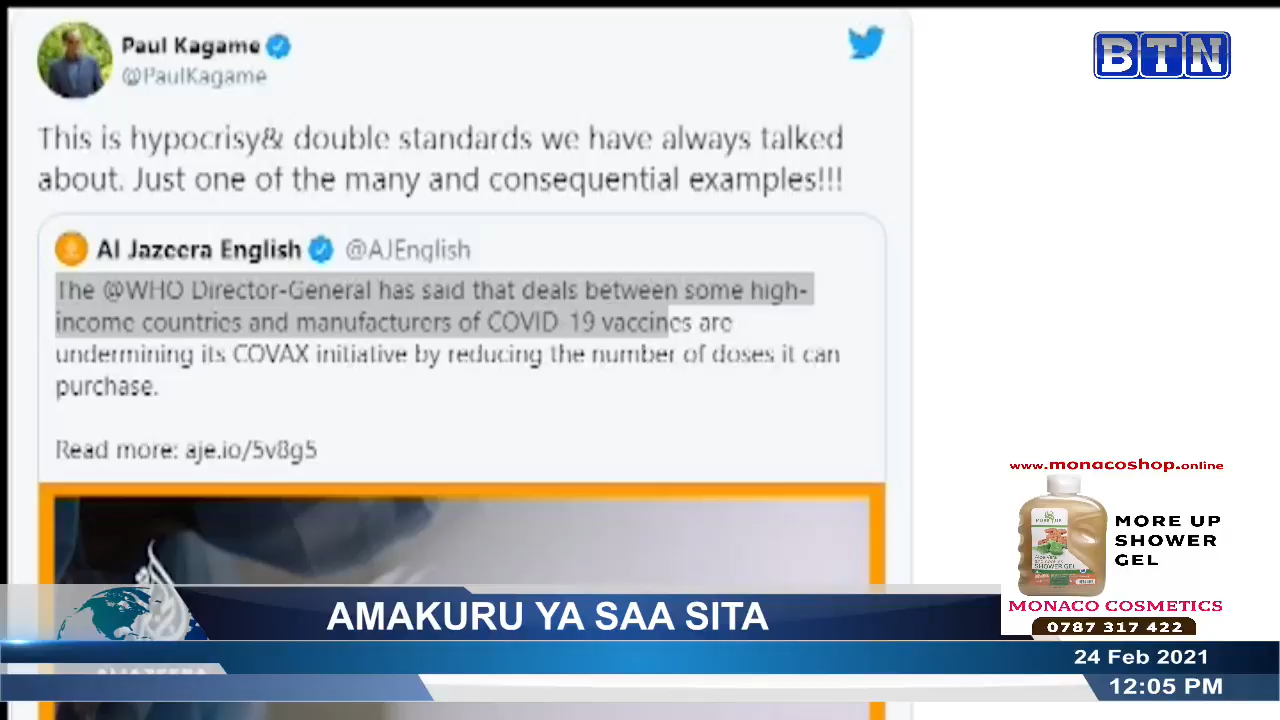 Paul Kagame
@PaulKagame
BTN
This is hypocrisy& double standards we have always talked
about. Just one of the many and consequential examples!!!
Al Jazeera English @AJEnglish
The @WHO Director-General has said that deals between some high-
income countries and manufacturers of COVID-19 vaccines are
undermining its COVAX initiative by reducing the number of doses it can
purchase.
Read more: aje.io/5v8g5
www.monacoshop.online
MORE UP
SHOWER
GEL
Aloe Vera
SHOWER GEL
MONACO COSMETICS
0787 317 422
AMAKURU YA SAA SITA
24 Feb 2021
12:05 PM